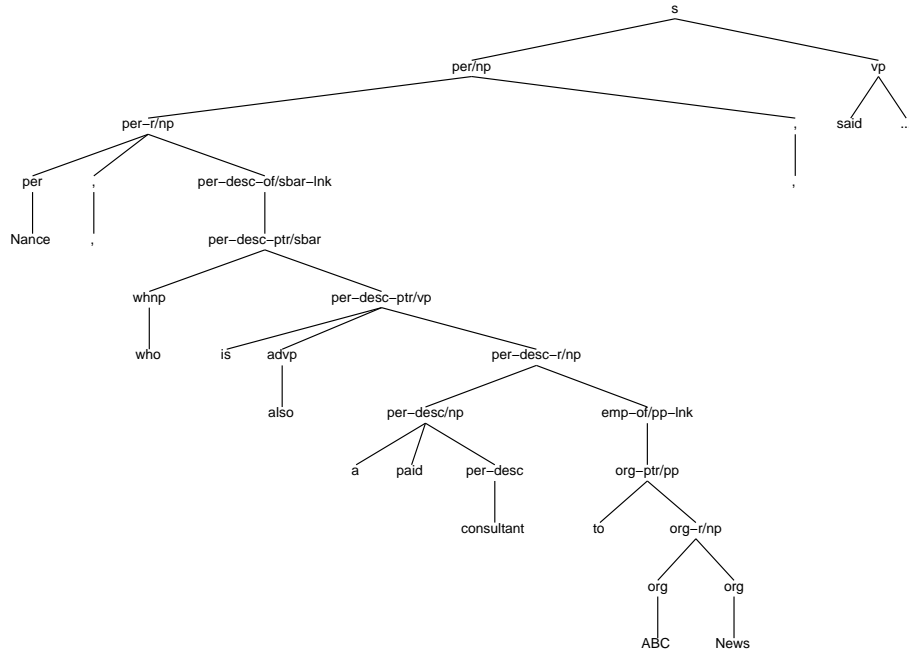 s
per/np vp
per−r/np , said ...
per , per−desc−of/sbar−lnk ,
Nance , per−desc−ptr/sbar
whnp per−desc−ptr/vp
who is advp per−desc−r/np
also per−desc/np emp−of/pp−lnk
a paid per−desc org−ptr/pp
consultant to org−r/np
org org
ABC News